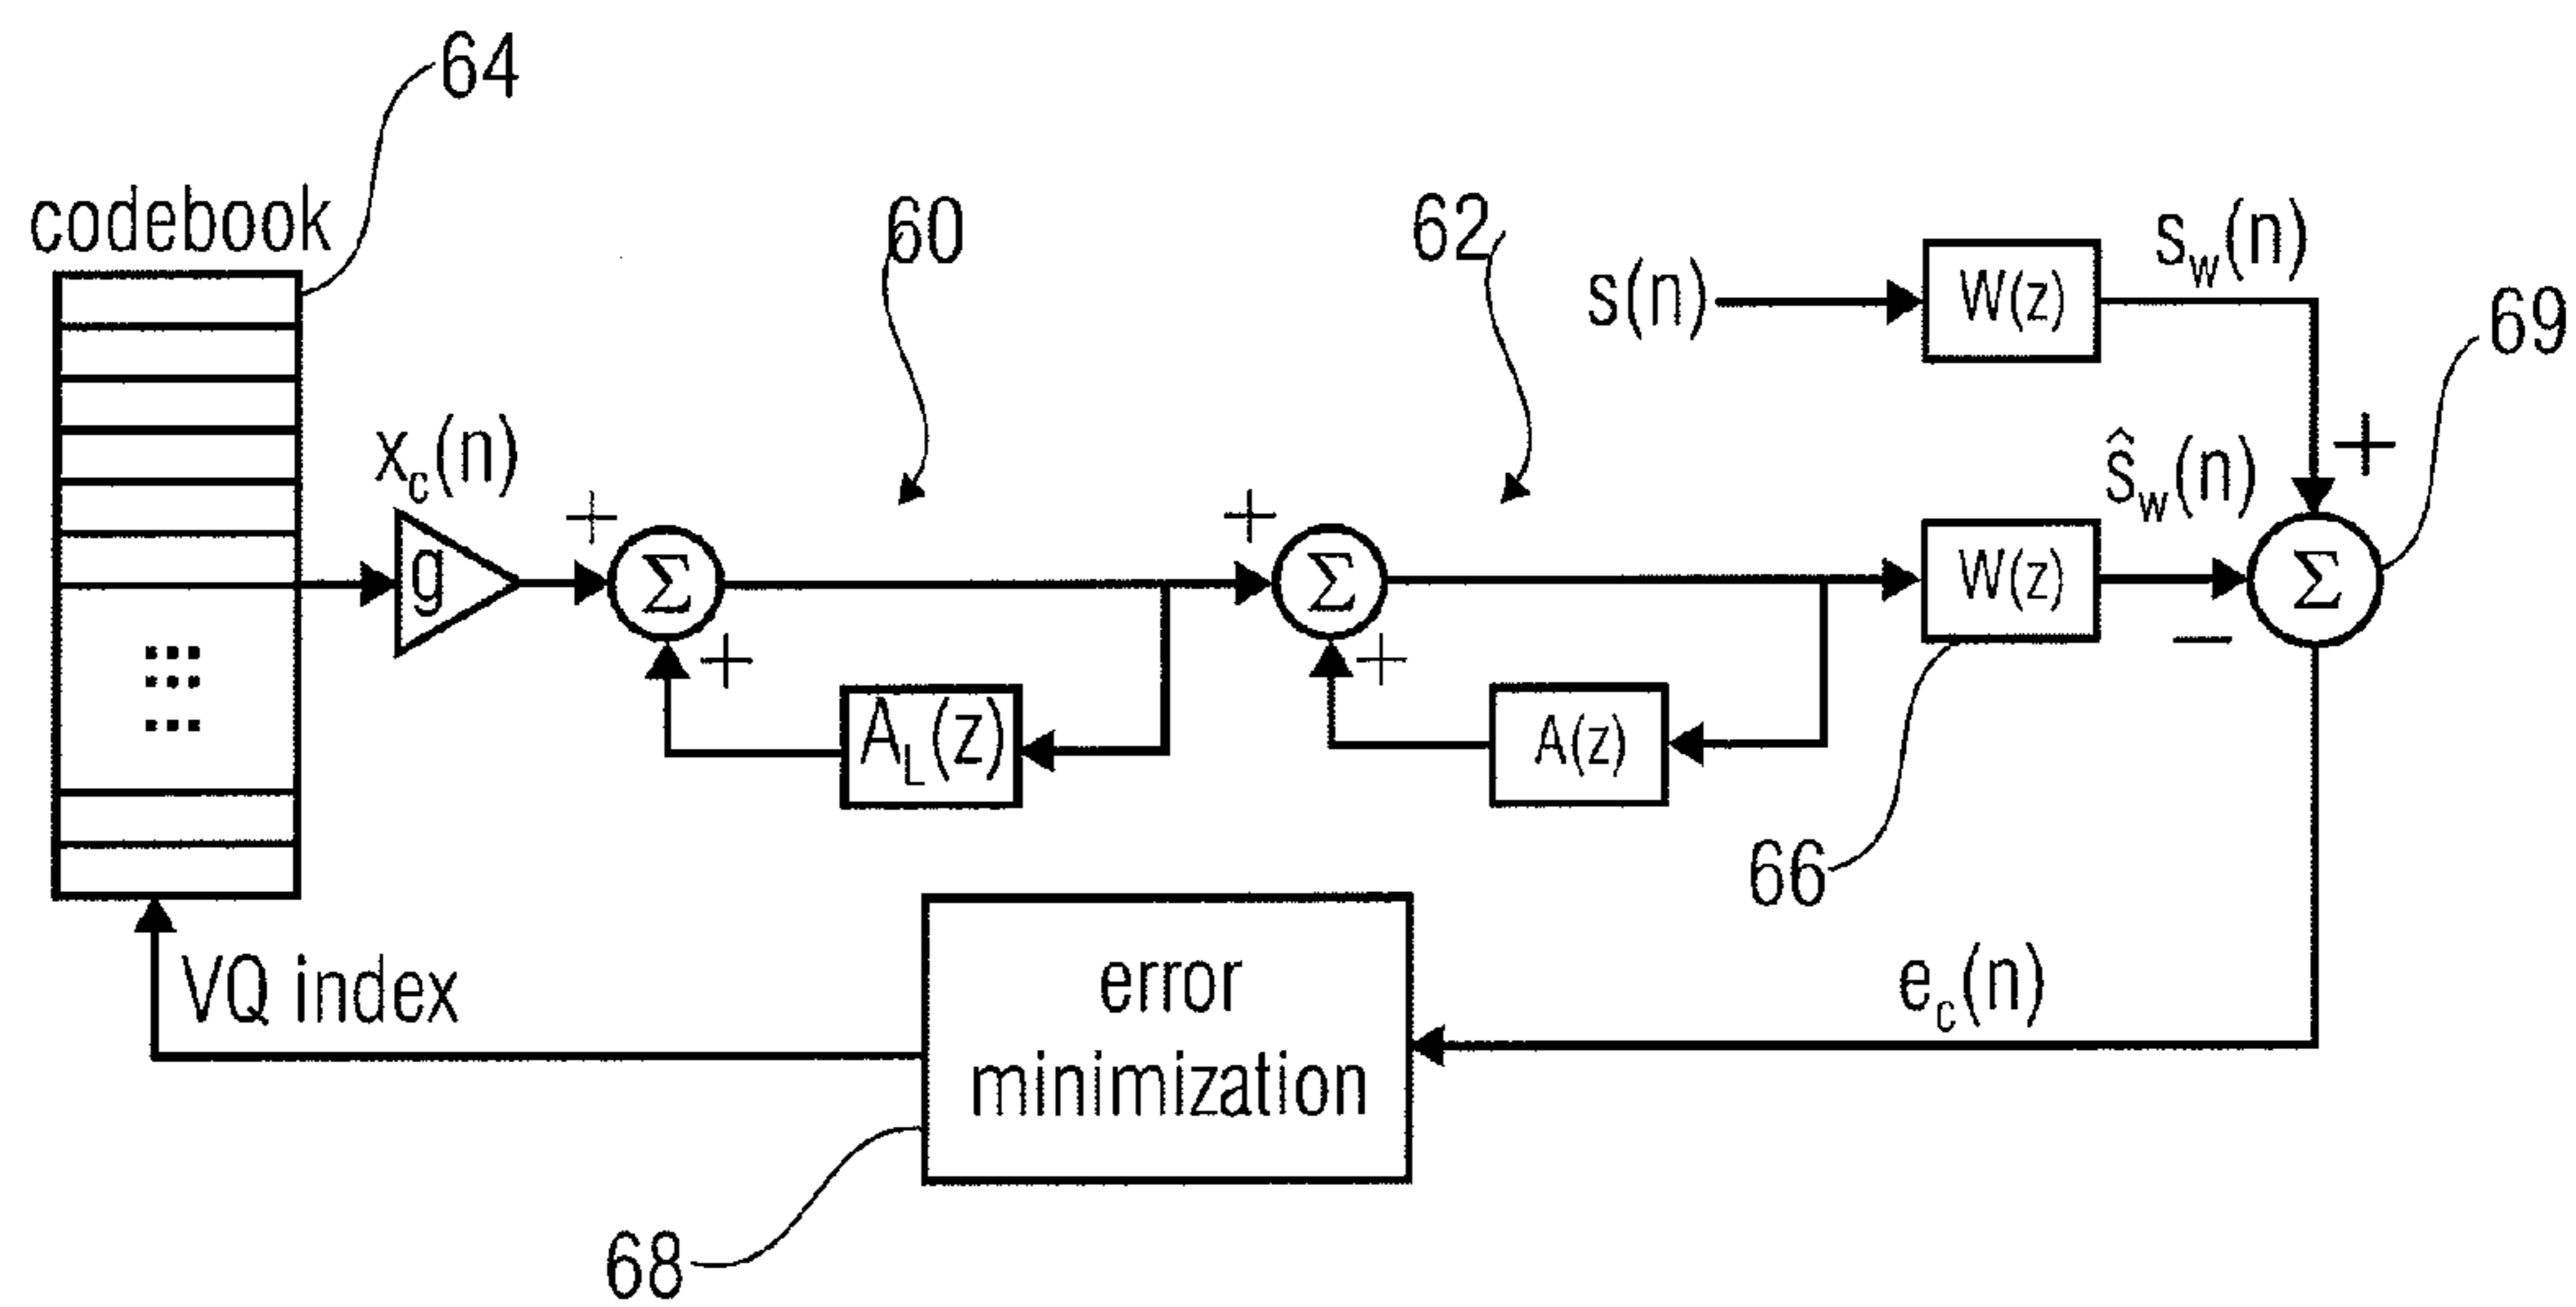 64
codebook
60
62
s(n)
W(z)
s_w(n)
69
x_c(n)
+
ŝ_w(n)
+
+
g
Σ
Σ
W(z)
Σ
+
+
−
A_L(z)
A(z)
66
VQ index
error
minimization
e_c(n)
68